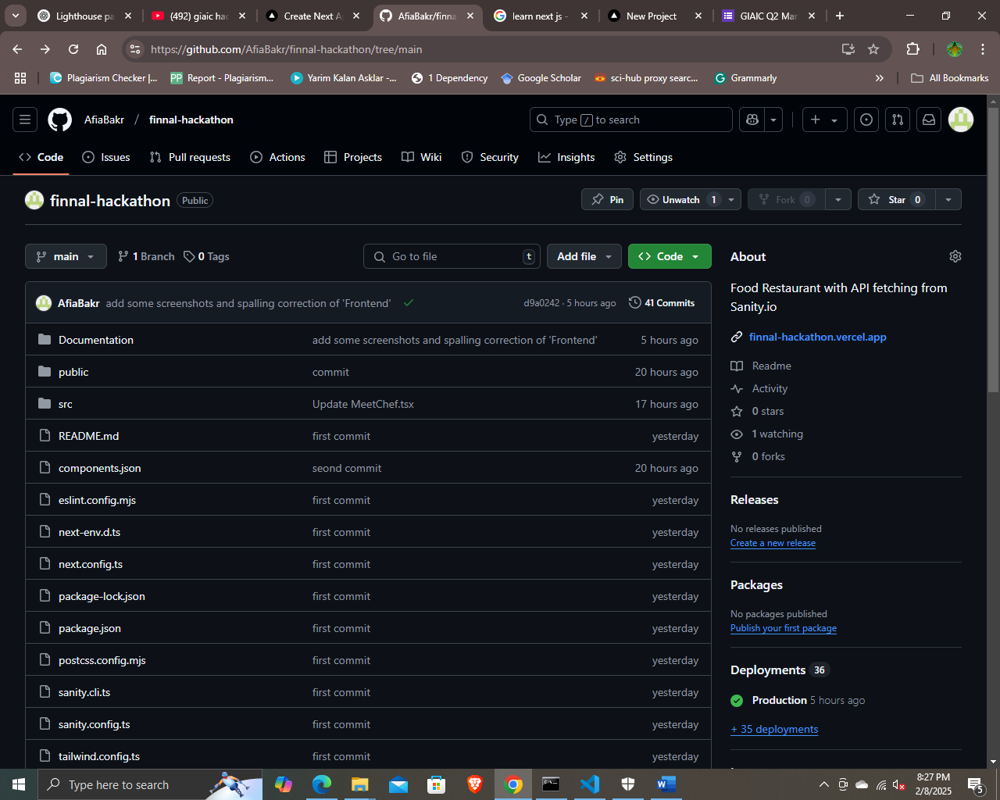 Lighthouse pa
(492) giaic hac
Create Next A
AfiaBakr/finna
learn next js -
New Project
GIAIC Q2 Mar
https://github.com/AfiaBakr/finnal-hackathon/tree/main
Plagiarism Checker |...
PP Report - Plagiarism...
Yarim Kalan Asklar -...
1 Dependency
Google Scholar
sci-hub proxy searc...
Grammarly
»
All Bookmarks
AfiaBakr / finnal-hackathon
Type / to search
Code
Issues
Pull requests
Actions
Projects
Wiki
Security
Insights
Settings
finnal-hackathon Public
Pin
Unwatch 1
Fork 0
Star 0
main
1 Branch
0 Tags
Go to file t
Add file
Code
AfiaBakr add some screenshots and spalling correction of 'Frontend' d9a0242 · 5 hours ago 41 Commits
Documentation add some screenshots and spalling correction of 'Frontend' 5 hours ago
public commit 20 hours ago
src Update MeetChef.tsx 17 hours ago
README.md first commit yesterday
components.json seond commit 20 hours ago
eslint.config.mjs first commit yesterday
next-env.d.ts first commit yesterday
next.config.ts first commit yesterday
package-lock.json first commit yesterday
package.json first commit yesterday
postcss.config.mjs first commit yesterday
sanity.cli.ts first commit yesterday
sanity.config.ts first commit yesterday
tailwind.config.ts first commit yesterday
About
Food Restaurant with API fetching from
Sanity.io
finnal-hackathon.vercel.app
Readme
Activity
0 stars
1 watching
0 forks
Releases
No releases published
Create a new release
Packages
No packages published
Publish your first package
Deployments 36
Production 5 hours ago
+ 35 deployments
Type here to search
8:27 PM
2/8/2025
5